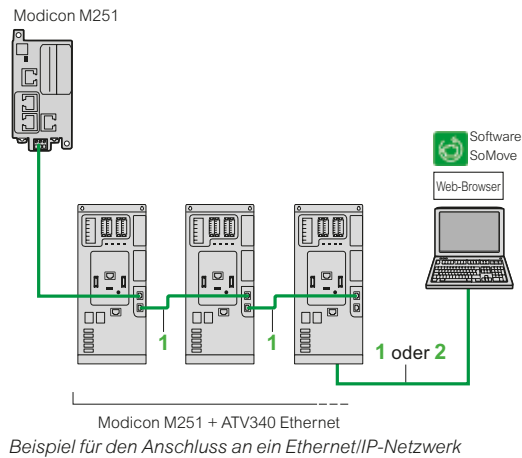 Modicon M251
Software
SoMove
Web-Browser
1
1
1 oder 2
Modicon M251 + ATV340 Ethernet
Beispiel für den Anschluss an ein Ethernet/IP-Netzwerk